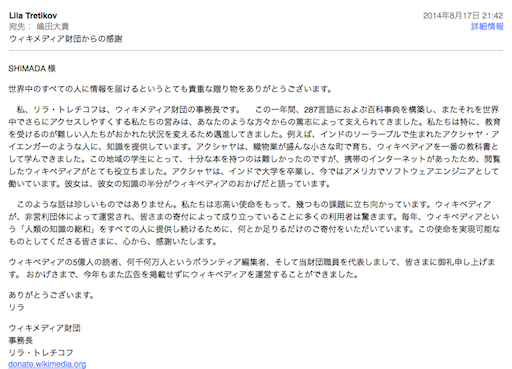 Lila Tretikov
2014年8月17日 21:42
宛先： 嶋田大貴
詳細情報
ウィキメディア財団からの感謝
SHIMADA 様
世界中のすべての人に情報を届けるというとても貴重な贈り物をありがとうございます。
私、リラ・トレチコフは、ウィキメディア財団の事務長です。 この一年間、287言語におよぶ百科事典を構築し、またそれを世界
中でさらにアクセスしやすくする私たちの営みは、あなたのような方々からの篤志によって支えられてきました。私たちは特に、教育
を受けるのが難しい人たちがおかれた状況を変えるため邁進してきました。例えば、インドのソーラープルで生まれたアクシャヤ・ア
イエンガーのような人に、知識を提供しています。アクシャヤは、織物業が盛んな小さな町で育ち、ウィキペディアを一番の教科書と
して学んできました。この地域の学生にとって、十分な本を持つのは難しかったのですが、携帯のインターネットがあったため、閲覧
したウィキペディアがとても役立ちました。アクシャヤは、インドで大学を卒業し、今ではアメリカでソフトウェアエンジニアとして
働いています。彼女は、彼女の知識の半分がウィキペディアのおかげだと語っています。
このような話は珍しいものではありません。私たちは志高い使命をもって、幾つもの課題に立ち向かっています。ウィキペディア
が、非営利団体によって運営され、皆さまの寄付によって成り立っていることに多くの利用者は驚きます。毎年、ウィキペディアとい
う「人類の知識の総和」をすべての人に提供し続けるために、何とか足りるだけのご寄付をいただいています。この使命を実現可能な
ものとしてくださる皆さまに、心から、感謝いたします。
ウィキペディアの5億人の読者、何千何万人というボランティア編集者、そして当財団職員を代表しまして、皆さまに御礼申し上げま
す。 おかげさまで、今年もまた広告を掲載せずにウィキペディアを運営することができました。
ありがとうございます。
リラ
ウィキメディア財団
事務長
リラ・トレチコフ
donate.wikimedia.org